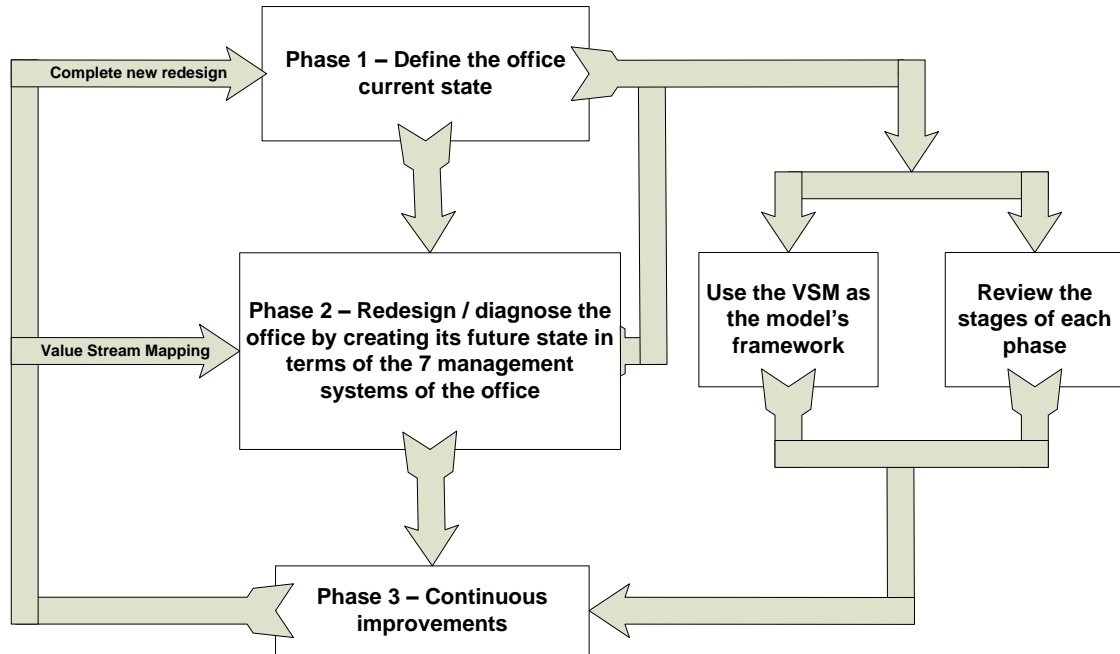 Complete new redesign
Phase 1 – Define the office
current state
Value Stream Mapping
Phase 2 – Redesign / diagnose the
office by creating its future state in
terms of the 7 management
systems of the office
Use the VSM as
the model’s
framework
Review the
stages of each
phase
Phase 3 – Continuous
improvements